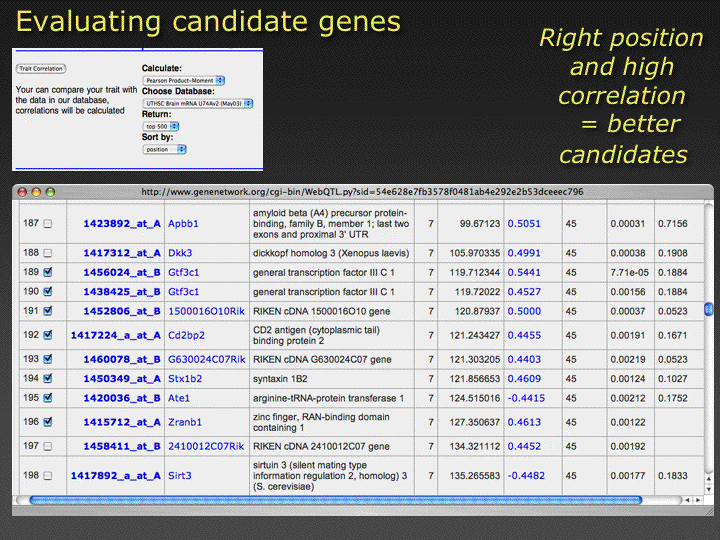 Evaluating candidate genes
Right position
and high
correlation
= better
candidates
Trait Correlation
Your can compare your trait with
the data in our database,
correlations will be calculated
Calculate:
Pearson Product-Moment
Choose Database:
UTHSC Brain mRNA U74Av2 (May03)
Return:
top 500
Sort by:
position
http://www.genenetwork.org/cgi-bin/WebQTL.py?sid=54e628e7fb3578f0481ab4e292e2b53dceeec796
187 1423892_at_A Apbb1 amyloid beta (A4) precursor protein-
binding, family B, member 1; last two
exons and proximal 3' UTR 7 99.67123 0.5051 45 0.00031 0.7156
188 1417312_at_A Dkk3 dickkopf homolog 3 (Xenopus laevis) 7 105.970335 0.4991 45 0.00038 0.1908
189 1456024_at_B Gtf3c1 general transcription factor III C 1 7 119.712344 0.5441 45 7.71e-05 0.1884
190 1438425_at_B Gtf3c1 general transcription factor III C 1 7 119.72022 0.4527 45 0.00156 0.1884
191 1452806_at_B 1500016O10Rik RIKEN cDNA 1500016O10 gene 7 120.87937 0.5000 45 0.00037 0.0523
192 1417224_a_at_A Cd2bp2 CD2 antigen (cytoplasmic tail)
binding protein 2 7 121.243427 0.4455 45 0.00191 0.1671
193 1460078_at_B G630024C07Rik RIKEN cDNA G630024C07 gene 7 121.303205 0.4403 45 0.00219 0.0523
194 1450349_at_A Stx1b2 syntaxin 1B2 7 121.856653 0.4609 45 0.00124 0.1027
195 1420036_at_B Ate1 arginine-tRNA-protein transferase 1 7 124.515016 -0.4415 45 0.00212 0.1752
196 1415712_at_A Zranb1 zinc finger, RAN-binding domain
containing 1 7 127.350637 0.4613 45 0.00122
197 1458411_at_B 2410012C07Rik RIKEN cDNA 2410012C07 gene 7 134.321112 0.4452 45 0.00192
198 1417892_a_at_A Sirt3 sirtuin 3 (silent mating type
information regulation 2, homolog) 3
(S. cerevisiae) 7 135.265583 -0.4482 45 0.00177 0.1833